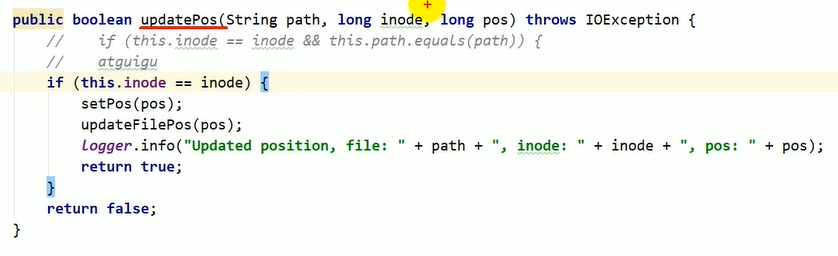 public boolean updatePos(String path, long inode, long pos) throws IOException {
//    if (this.inode == inode && this.path.equals(path)) {
//    atguigu
if (this.inode == inode) {
setPos(pos);
updateFilePos(pos);
logger.info("Updated position, file: " + path + ", inode: " + inode + ", pos: " + pos);
return true;
}
return false;
}